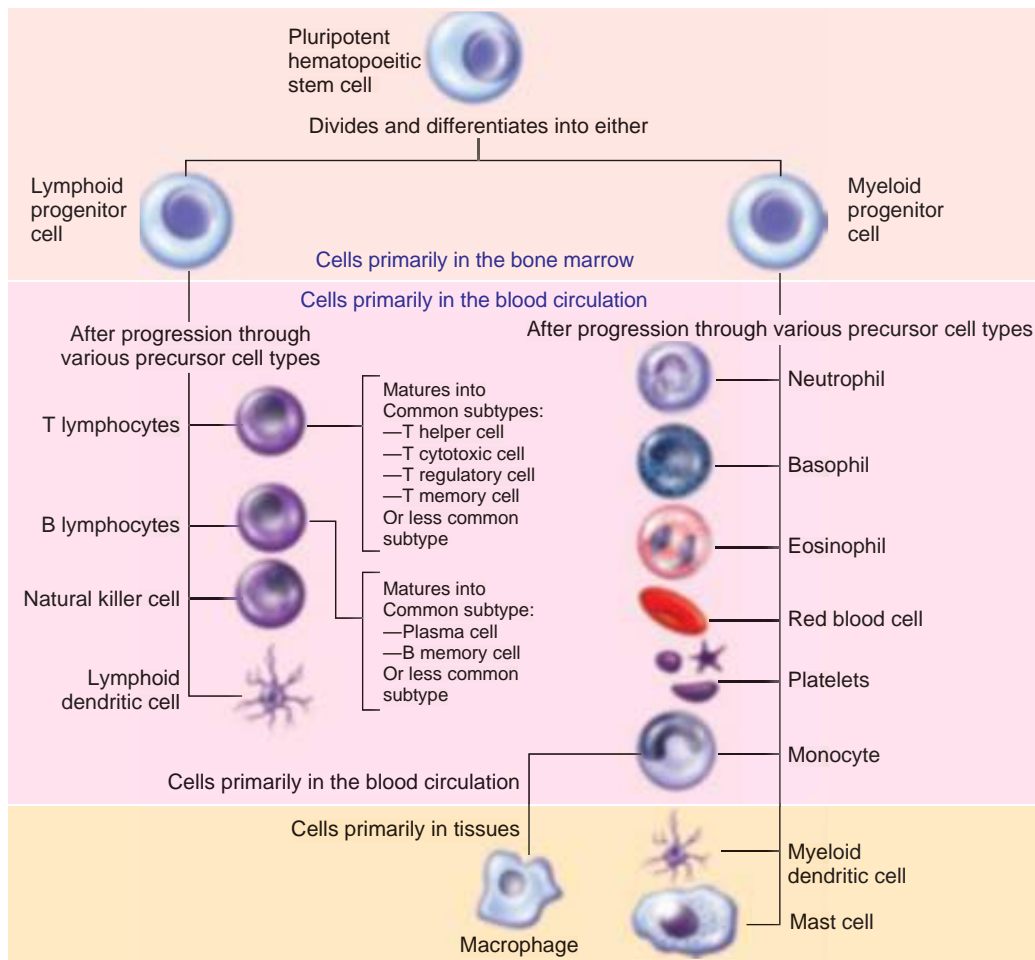 Pluripotent
hematopoeitic
stem cell
Divides and differentiates into either
Lymphoid
progenitor
cell
Myeloid
progenitor
cell
Cells primarily in the bone marrow
Cells primarily in the blood circulation
After progression through
various precursor cell types
T lymphocytes
Matures into
Common subtypes:
—T helper cell
—T cytotoxic cell
—T regulatory cell
—T memory cell
Or less common
subtype
B lymphocytes
Natural killer cell
Matures into
Common subtype:
—Plasma cell
—B memory cell
Or less common
subtype
Lymphoid
dendritic cell
After progression through various precursor cell types
Neutrophil
Basophil
Eosinophil
Red blood cell
Platelets
Monocyte
Cells primarily in the blood circulation
Cells primarily in tissues
Macrophage
Myeloid
dendritic cell
Mast cell